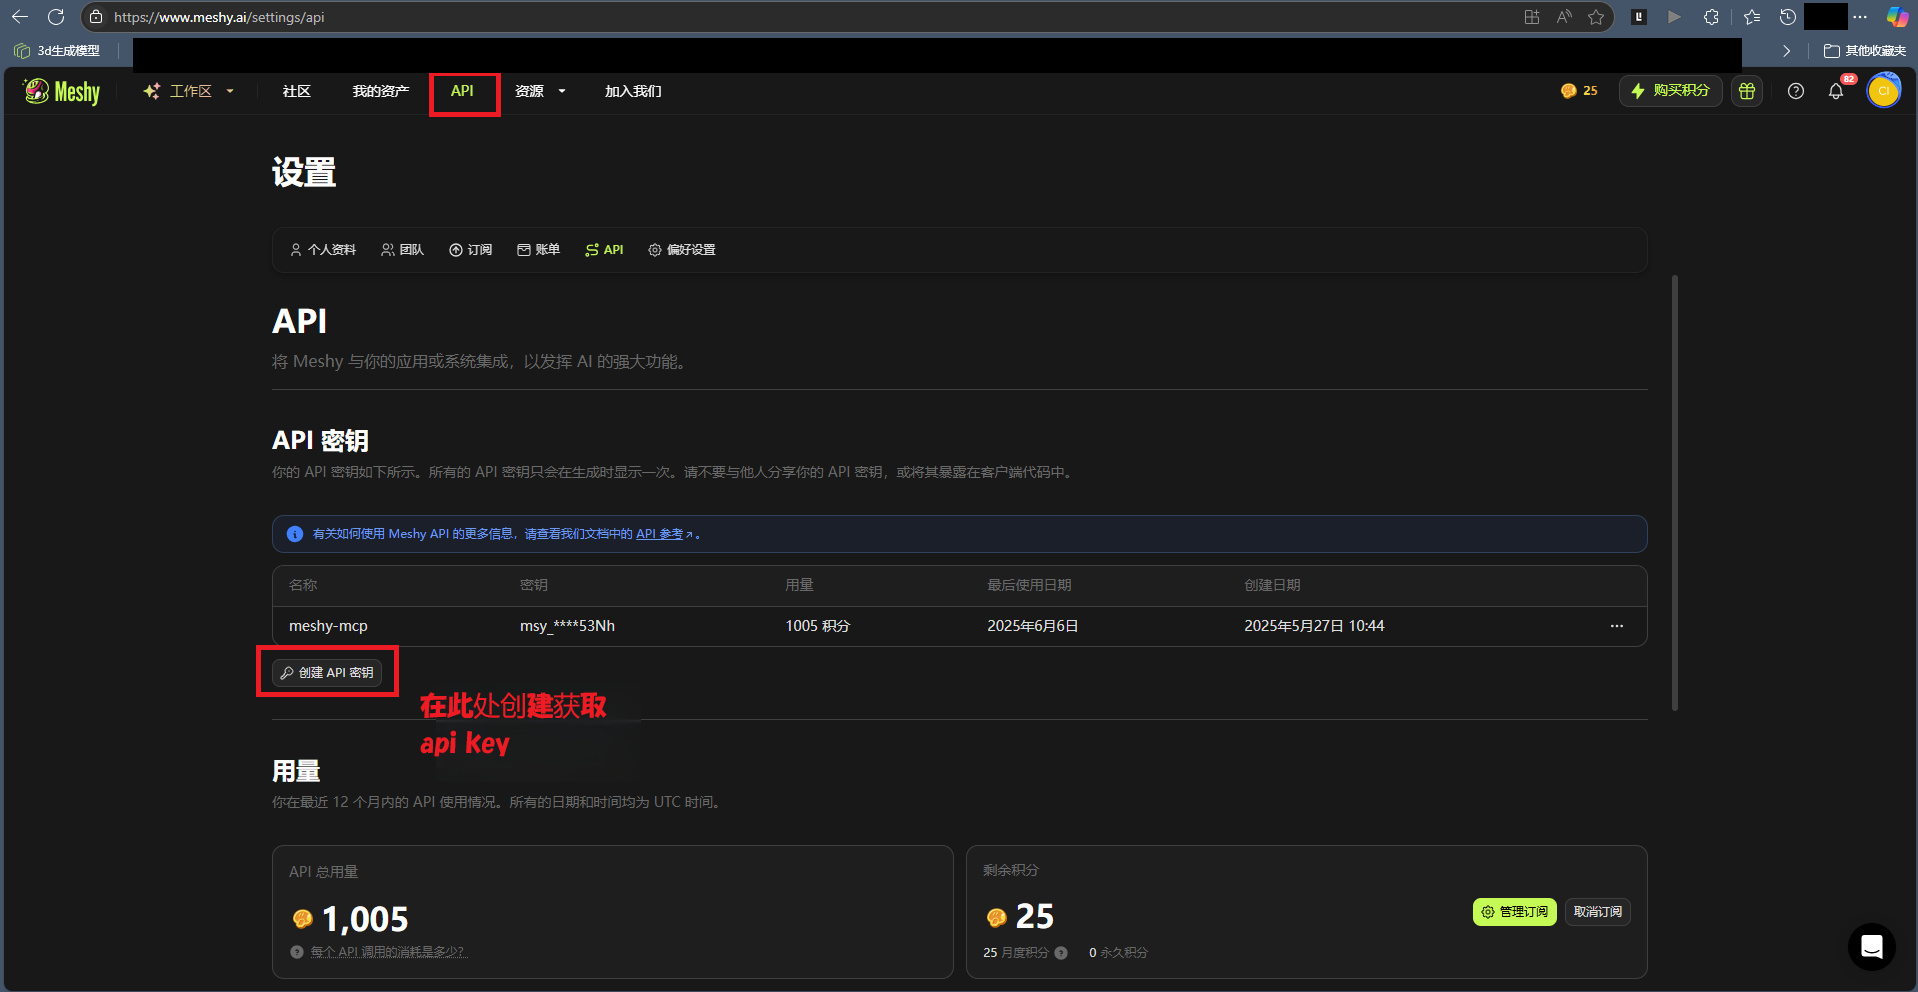 https://www.meshy.ai/settings/api
3d生成模型
其他收藏夹
Meshy
工作区
社区
我的资产
API
资源
加入我们
25
购买积分
82
CI
设置
个人资料
团队
订阅
账单
API
偏好设置
API
将 Meshy 与你的应用或系统集成，以发挥 AI 的强大功能。
API 密钥
你的 API 密钥如下所示。所有的 API 密钥只会在生成时显示一次。请不要与他人分享你的 API 密钥，或将其暴露在客户端代码中。
有关如何使用 Meshy API 的更多信息，请查看我们文档中的 API 参考↗。
名称 密钥 用量 最后使用日期 创建日期
meshy-mcp msy_****53Nh 1005 积分 2025年6月6日 2025年5月27日 10:44 ...
创建 API 密钥
在此处创建获取
api Key
用量
你在最近 12 个月内的 API 使用情况。所有的日期和时间均为 UTC 时间。
API 总用量
1,005
每个 API 调用的消耗是多少？
剩余积分
25
管理订阅
取消订阅
25 月度积分
0 永久积分